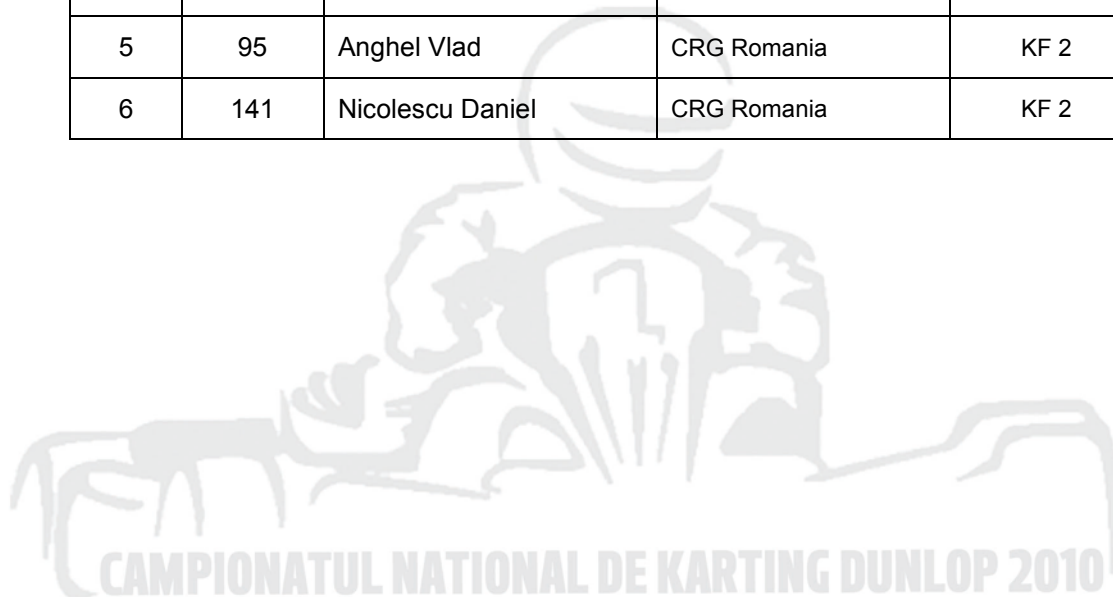 5 95 Anghel Vlad CRG Romania KF 2
6 141 Nicolescu Daniel CRG Romania KF 2
1
CAMPIONATUL NATIONAL DE KARTING DUNLOP 2010